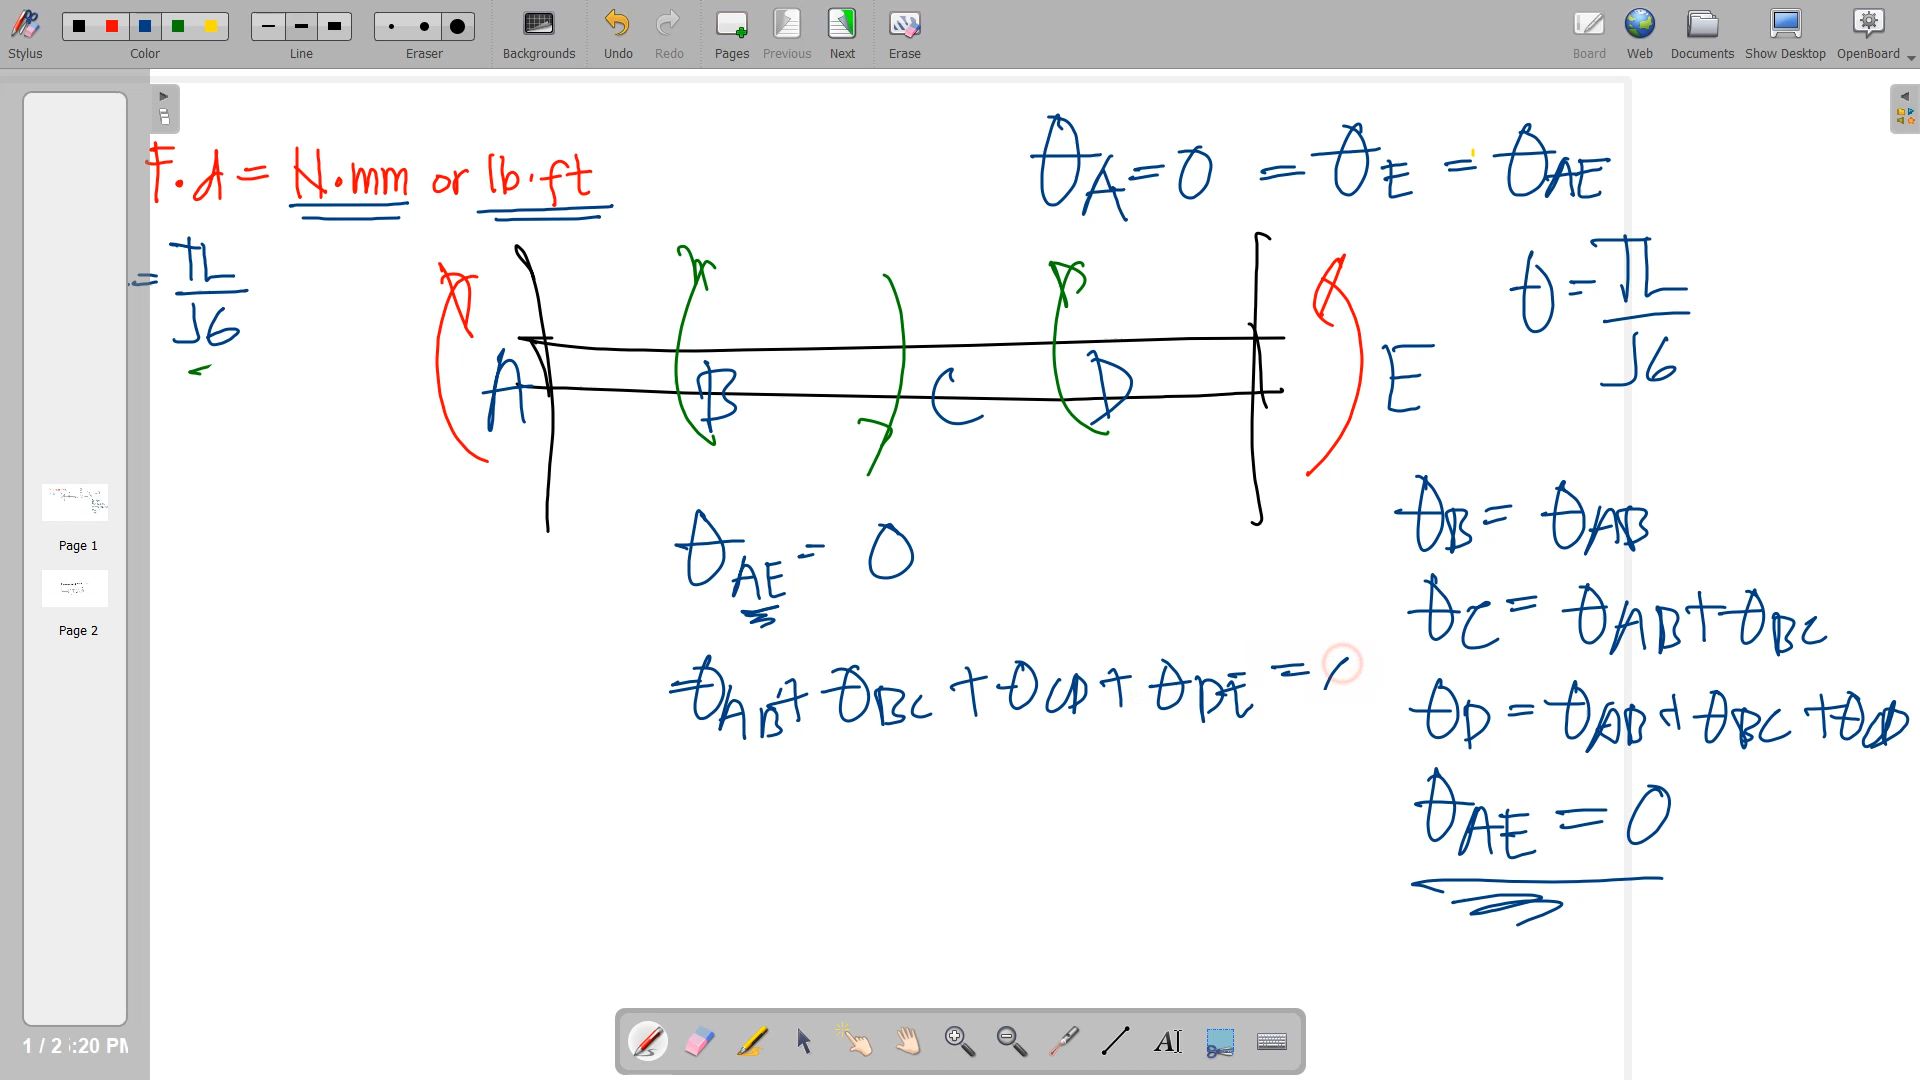 Stylus
Color
Line
Eraser
Backgrounds
Undo
Redo
Pages
Previous
Next
Erase
Board
Web
Documents
Show Desktop
OpenBoard
F.A = N.mm or lb.ft
θA = 0 = θE = θAE
= TL
JG
θ = TL
JG
A B C D E
θAE = 0
= θAB + θBC + θCD + θDE =
θB = θAB
θC = θAB + θBC
θD = θAB + θBC + θCD
θAE = 0
Page 1
Page 2
1 / 2
:20 PM